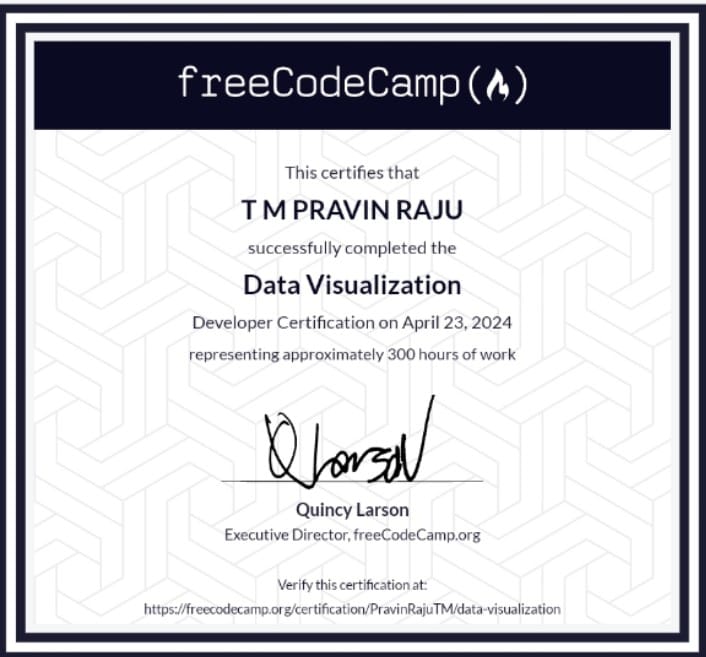 freeCodeCamp(🔥)
This certifies that
T M PRAVIN RAJU
successfully completed the
Data Visualization
Developer Certification on April 23, 2024
representing approximately 300 hours of work
QLarson
Quincy Larson
Executive Director, freeCodeCamp.org
Verify this certification at:
https://freecodecamp.org/certification/PravinRajuTM/data-visualization